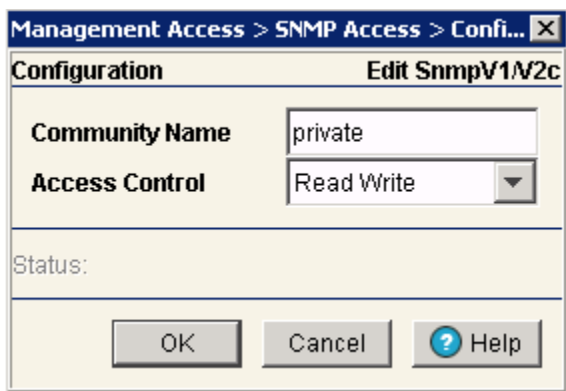 Management Access > SNMP Access > Confi...
Configuration Edit SnmpV1/V2c
Community Name private
Access Control Read Write
Status:
OK Cancel ? Help